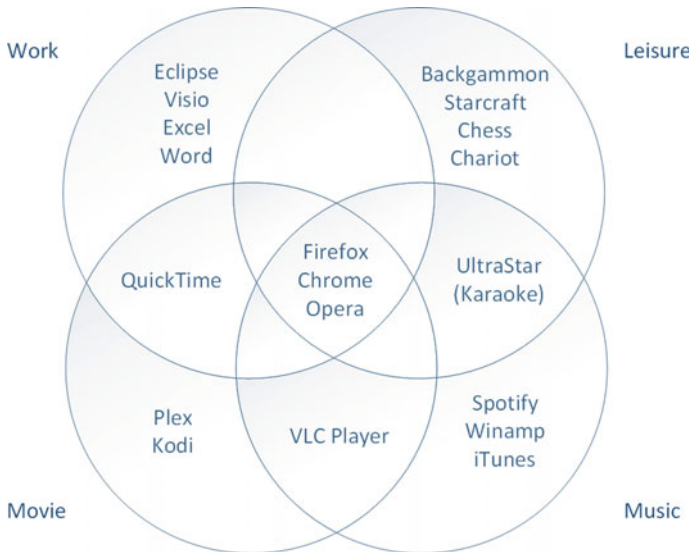 Work
Leisure
Eclipse
Visio
Excel
Word
Backgammon
Starcraft
Chess
Chariot
QuickTime
Firefox
Chrome
Opera
UltraStar
(Karaoke)
Plex
Kodi
VLC Player
Spotify
Winamp
iTunes
Movie
Music